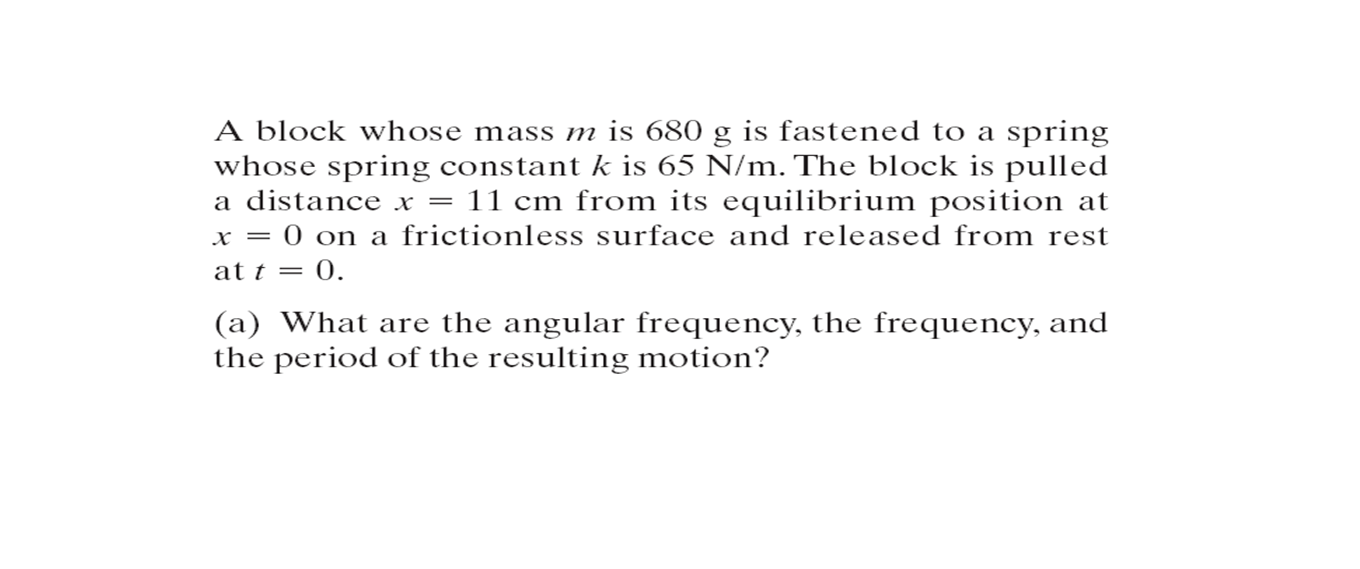 A block whose mass m is 680 g is fastened to a spring
whose spring constant k is 65 N/m. The block is pulled
a distance x = 11 cm from its equilibrium position at
x = 0 on a frictionless surface and released from rest
at t = 0.
(a) What are the angular frequency, the frequency, and
the period of the resulting motion?